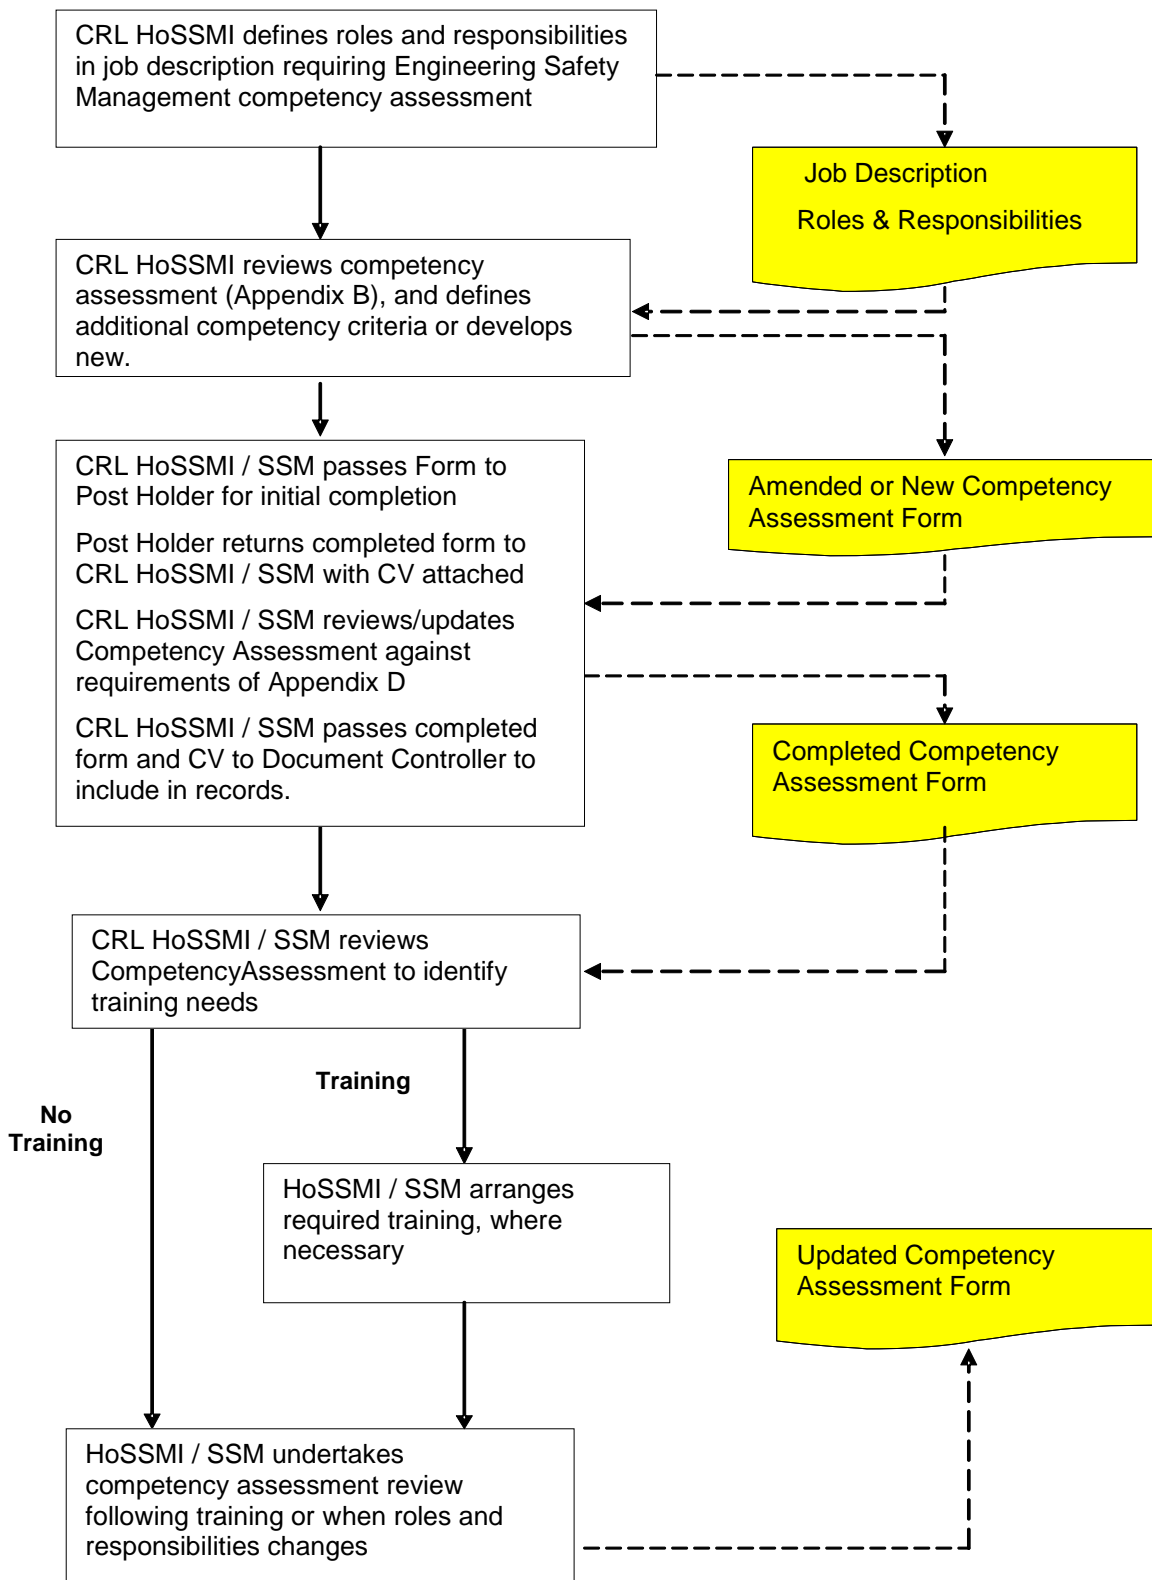 CRL HoSSMI defines roles and responsibilities
in job description requiring Engineering Safety
Management competency assessment
Job Description
Roles & Responsibilities
CRL HoSSMI reviews competency
assessment (Appendix B), and defines
additional competency criteria or develops
new.
CRL HoSSMI / SSM passes Form to
Post Holder for initial completion
Post Holder returns completed form to
CRL HoSSMI / SSM with CV attached
CRL HoSSMI / SSM reviews/updates
Competency Assessment against
requirements of Appendix D
CRL HoSSMI / SSM passes completed
form and CV to Document Controller to
include in records.
Amended or New Competency
Assessment Form
Completed Competency
Assessment Form
CRL HoSSMI / SSM reviews
CompetencyAssessment to identify
training needs
Training
No
Training
HoSSMI / SSM arranges
required training, where
necessary
Updated Competency
Assessment Form
HoSSMI / SSM undertakes
competency assessment review
following training or when roles and
responsibilities changes